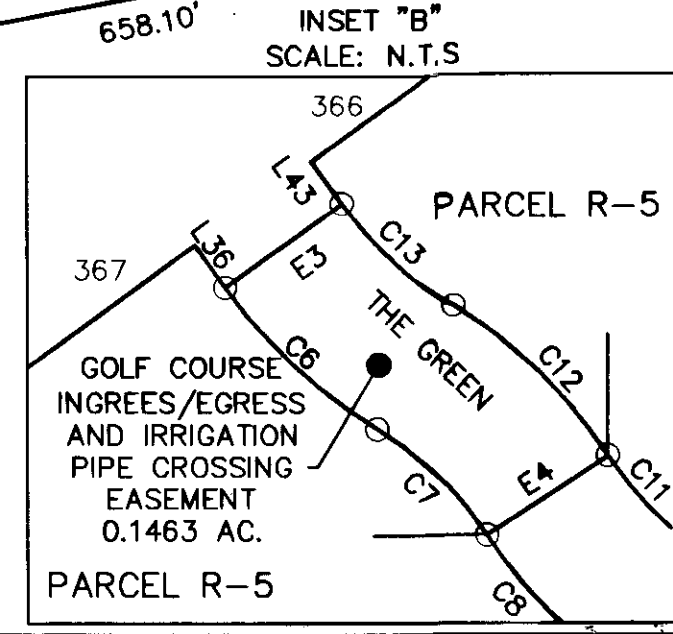 658.10'
INSET "B"
SCALE: N.T.S
366
L43
PARCEL R-5
L36
C13
E3
367
THE GREEN
C6
C12
GOLF COURSE
INGREES/EGRESS
AND IRRIGATION
PIPE CROSSING
EASEMENT
0.1463 AC.
C7
E4
C11
PARCEL R-5
C8